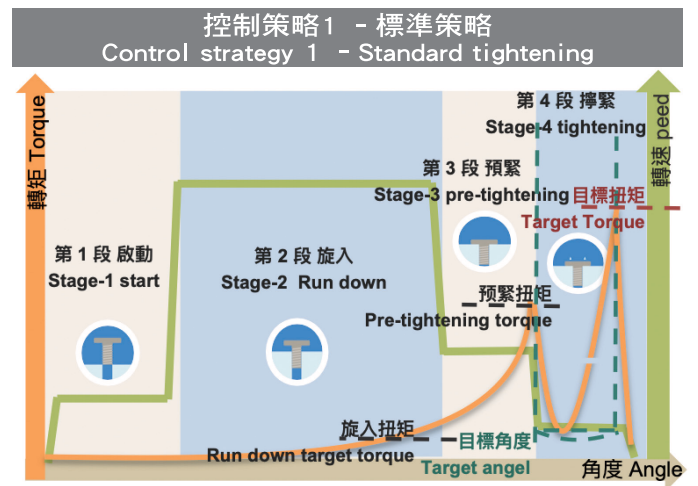 控制策略1 －標準策略
Control strategy 1 －Standard tightening
轉矩 Torque
轉速 peed
第 4 段 擰緊
Stage-4 tightening
第 3 段 預緊
Stage-3 pre-tightening
目標扭矩
Target Torque
第 1 段 啟動
Stage-1 start
第 2 段 旋入
Stage-2 Run down
预緊扭矩
Pre-tightening torque
旋入扭矩
Run down target torque
目標角度
Target angel
角度 Angle